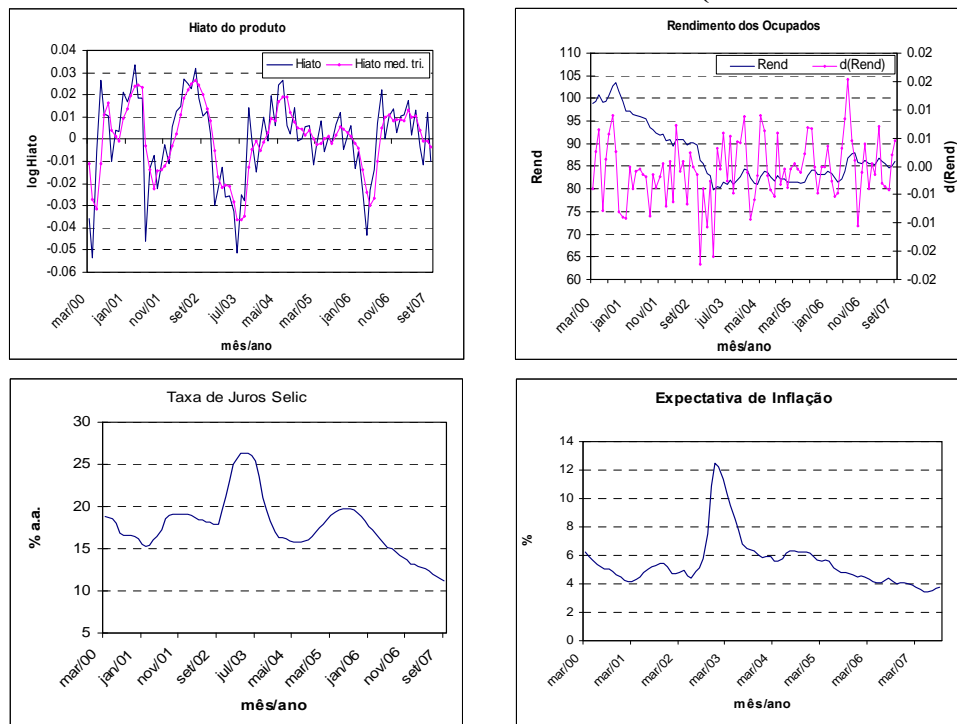 Hiato do produto
Hiato
Hiato med. tri.
0.04
0.03
0.02
0.01
0
-0.01
-0.02
-0.03
-0.04
-0.05
-0.06
logHiato
mar/00
jan/01
nov/01
set/02
jul/03
mai/04
mar/05
jan/06
nov/06
set/07
mês/ano
Rendimento dos Ocupados
Rend
d(Rend)
110
105
100
95
90
85
80
75
70
65
60
Rend
0.02
0.02
0.01
0.01
0.00
-0.01
-0.01
-0.02
-0.02
d(Rend)
mar/00
jan/01
nov/01
set/02
jul/03
mai/04
mar/05
jan/06
nov/06
set/07
mês/ano
Taxa de Juros Selic
30
25
20
15
10
5
% a.a.
mar/00
jan/01
nov/01
set/02
jul/03
mai/04
mar/05
jan/06
nov/06
set/07
mês/ano
Expectativa de Inflação
14
12
10
8
6
4
2
0
%
mar/00
mar/01
mar/02
mar/03
mar/04
mar/05
mar/06
mar/07
mês/ano